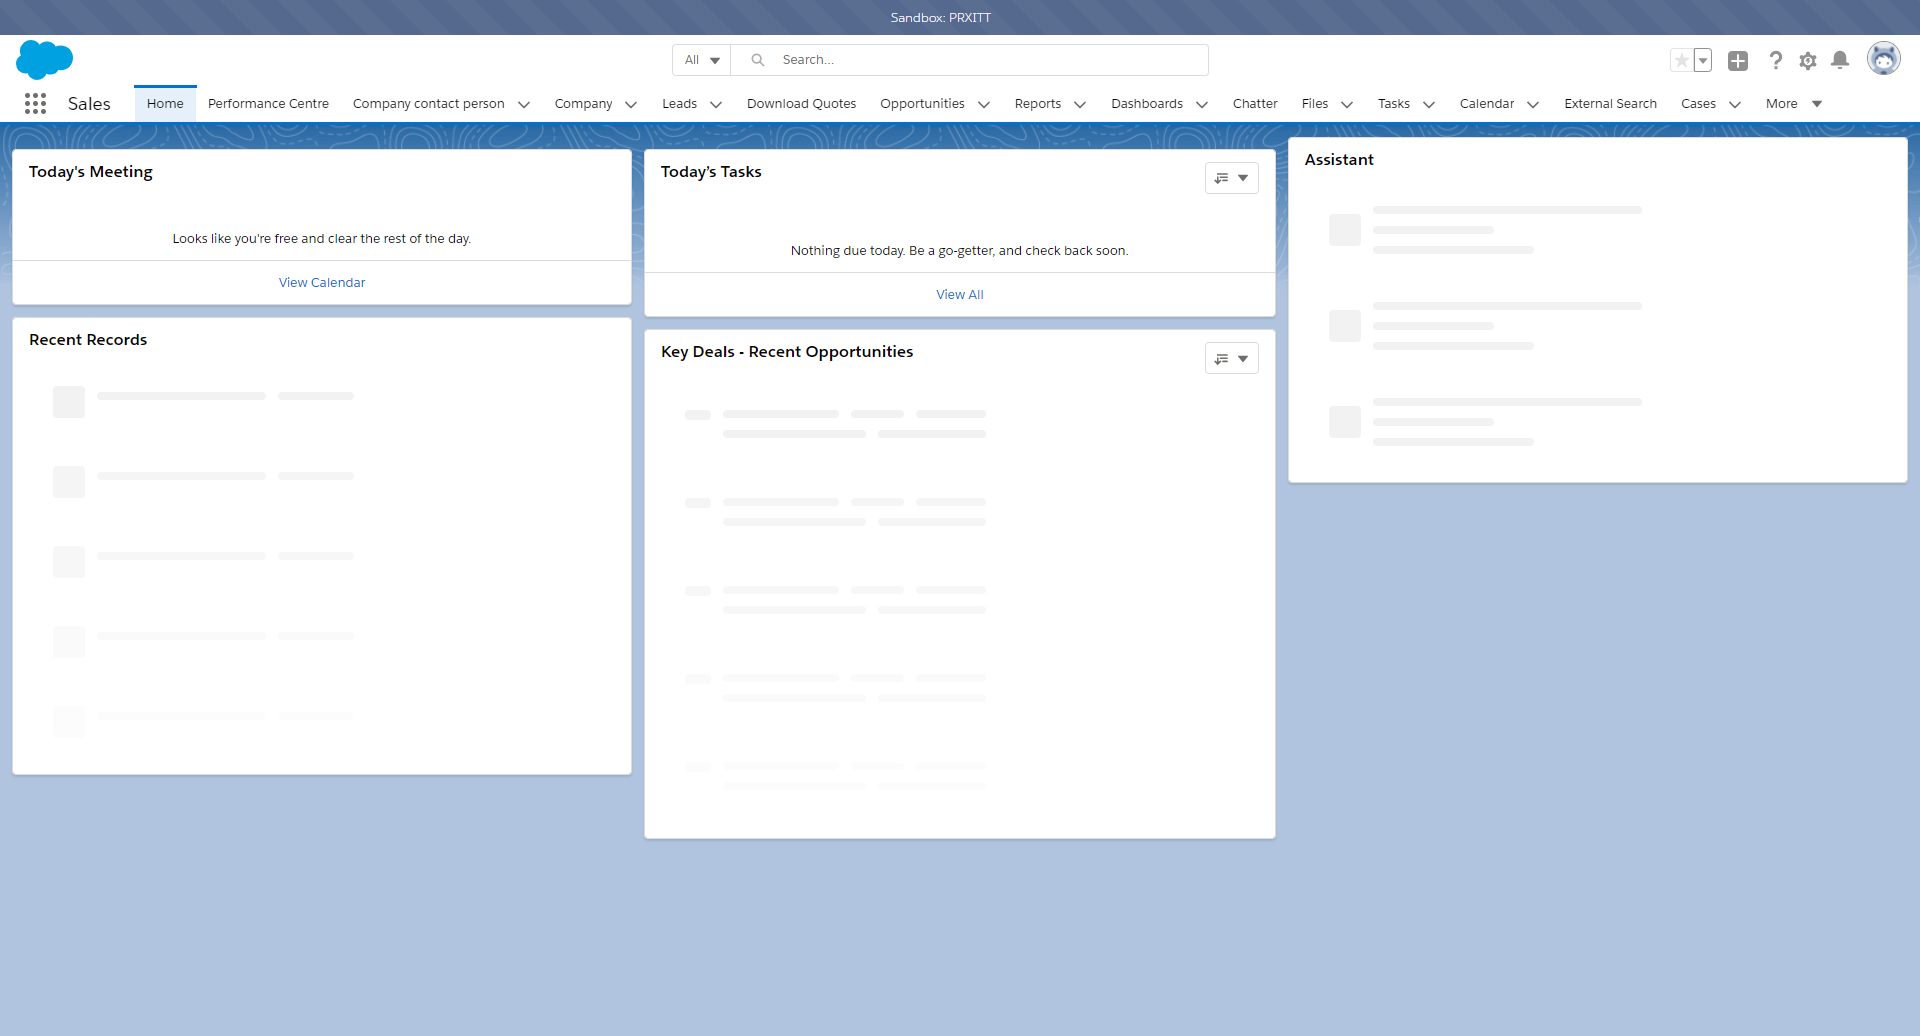 Sandbox: PRXITT
All
Search...
Sales
Home
Performance Centre
Company contact person
Company
Leads
Download Quotes
Opportunities
Reports
Dashboards
Chatter
Files
Tasks
Calendar
External Search
Cases
More
Today's Meeting
Looks like you're free and clear the rest of the day.
View Calendar
Recent Records
Today’s Tasks
Nothing due today. Be a go-getter, and check back soon.
View All
Key Deals - Recent Opportunities
Assistant